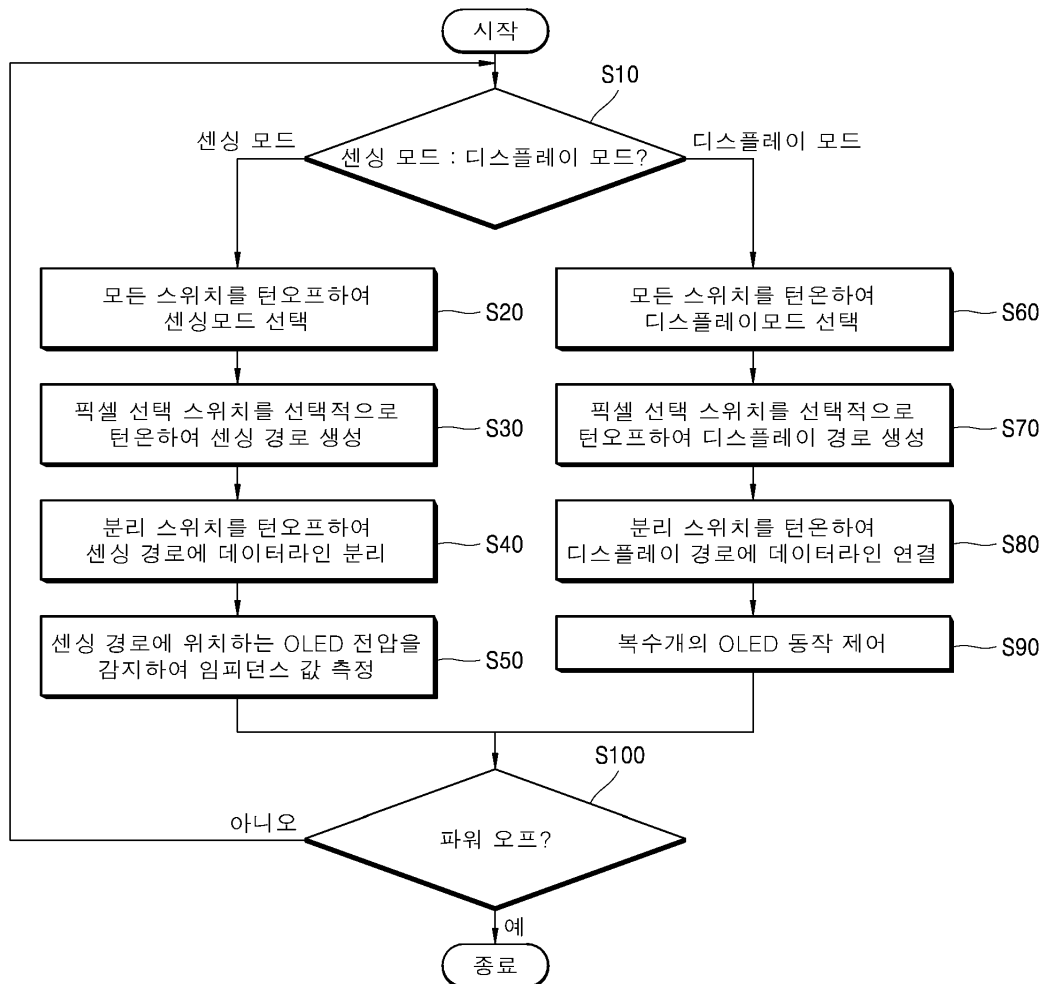 시작
S10
센싱 모드
센싱 모드 : 디스플레이 모드?
디스플레이 모드
모든 스위치를 턴오프하여
센싱모드 선택
S20
픽셀 선택 스위치를 선택적으로
턴온하여 센싱 경로 생성
S30
분리 스위치를 턴오프하여
센싱 경로에 데이터라인 분리
S40
센싱 경로에 위치하는 OLED 전압을
감지하여 임피던스 값 측정
S50
모든 스위치를 턴온하여
디스플레이모드 선택
S60
픽셀 선택 스위치를 선택적으로
턴오프하여 디스플레이 경로 생성
S70
분리 스위치를 턴온하여
디스플레이 경로에 데이터라인 연결
S80
복수개의 OLED 동작 제어
S90
S100
아니오
파워 오프?
예
종료